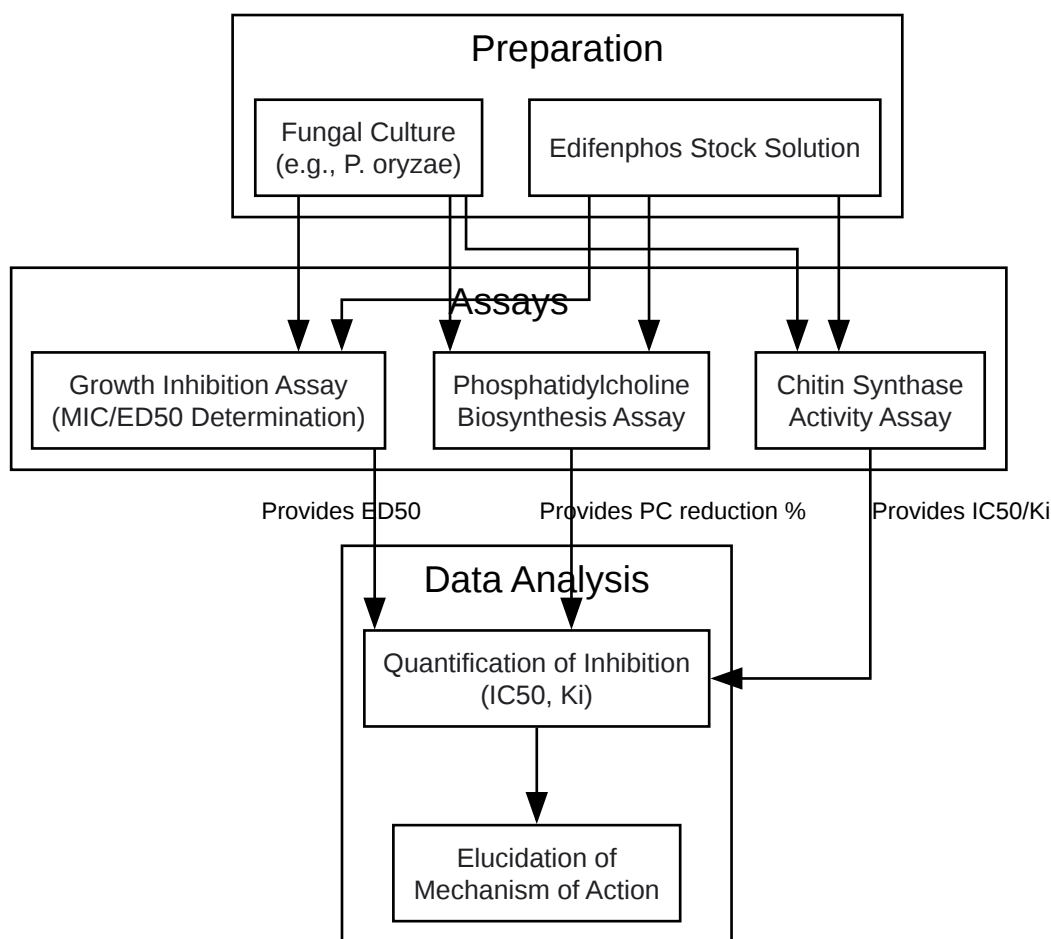 Preparation
Fungal Culture
(e.g., P. oryzae)
Edifenphos Stock Solution
Assays
Growth Inhibition Assay
(MIC/ED50 Determination)
Phosphatidylcholine
Biosynthesis Assay
Chitin Synthase
Activity Assay
Provides ED50
Provides PC reduction %
Provides IC50/Ki
Data Analysis
Quantification of Inhibition
(IC50, Ki)
Elucidation of
Mechanism of Action